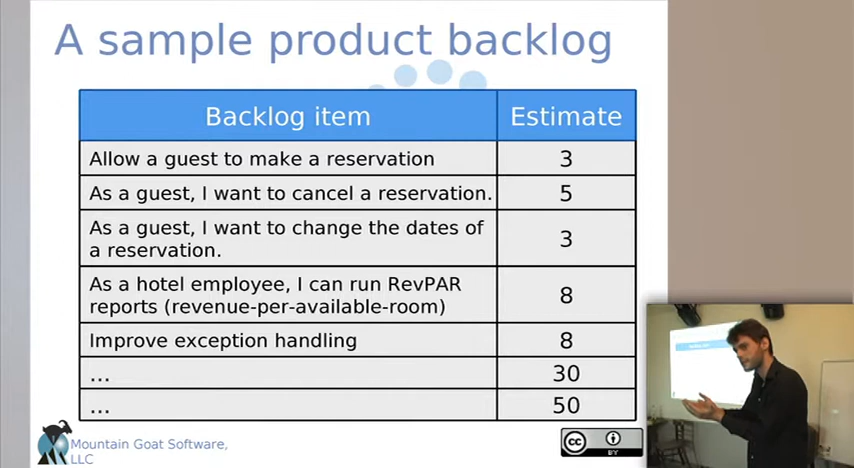 A sample product backlog
Backlog item Estimate
Allow a guest to make a reservation 3
As a guest, I want to cancel a reservation. 5
As a guest, I want to change the dates of
a reservation. 3
As a hotel employee, I can run RevPAR
reports (revenue-per-available-room) 8
Improve exception handling 8
... 30
... 50
Mountain Goat Software,
LLC
cc
BY